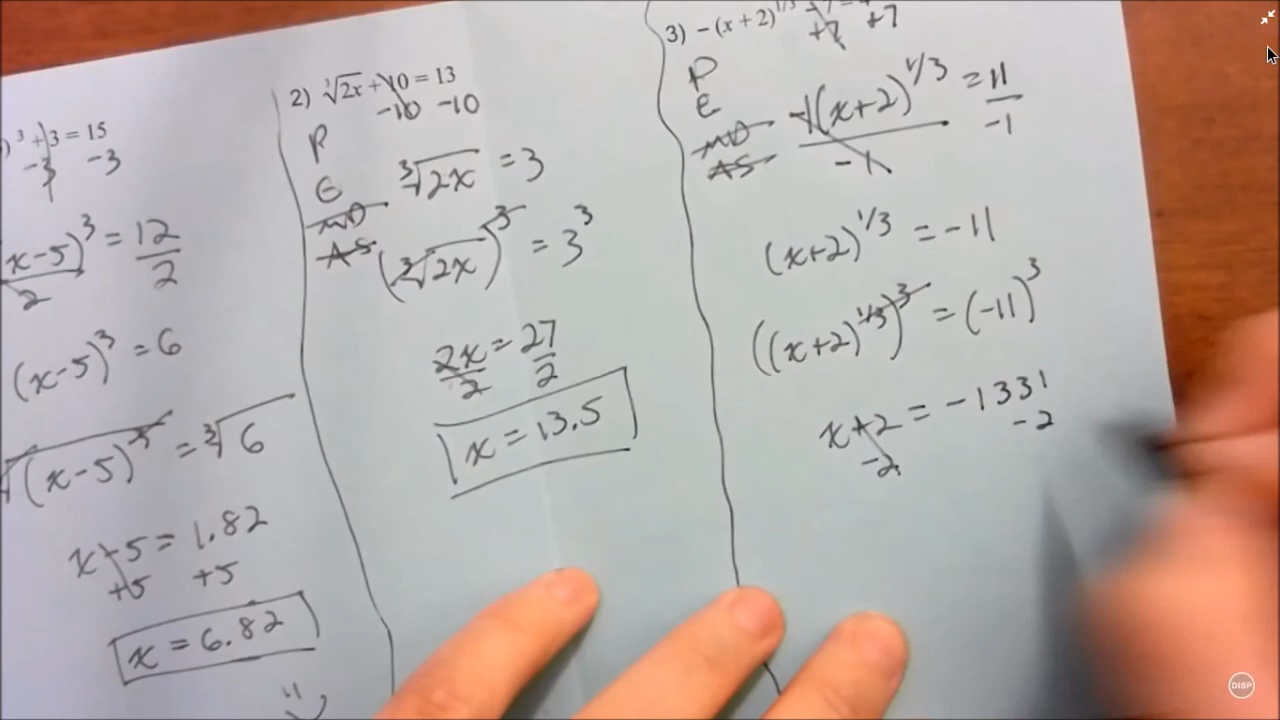 )³ + 3 = 15
-3 -3
x-5)³ = 12
2 2
(x-5)³ = 6
(x-5)³ = ∛6
x-5 = 1.82
+5 +5
x = 6.82
2) ∛2x + 10 = 13
-10 -10
P
E
MD
AS
∛2x = 3
(∛2x)³ = 3³
2x = 27
2 2
x = 13.5
3) -(x + 2)^1/3 - 7 =
+7 +7
P
E
MD
AS
-1(x+2)^1/3 = 11
-1 -1
(x+2)^1/3 = -11
((x+2)^1/3)³ = (-11)³
x+2 = -1331
-2 -2
DISP